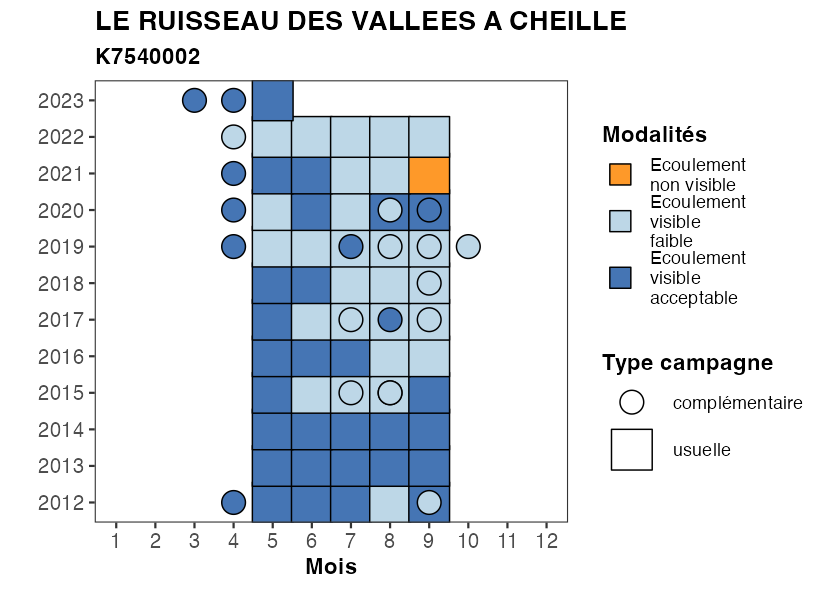 LE RUISSEAU DES VALLEES A CHEILLE
K7540002
2023
2022
2021
2020
2019
2018
2017
2016
2015
2014
2013
2012
1 2 3 4 5 6 7 8 9 10 11 12
Mois
Modalités
Ecoulement
non visible
Ecoulement
visible
faible
Ecoulement
visible
acceptable
Type campagne
complémentaire
usuelle